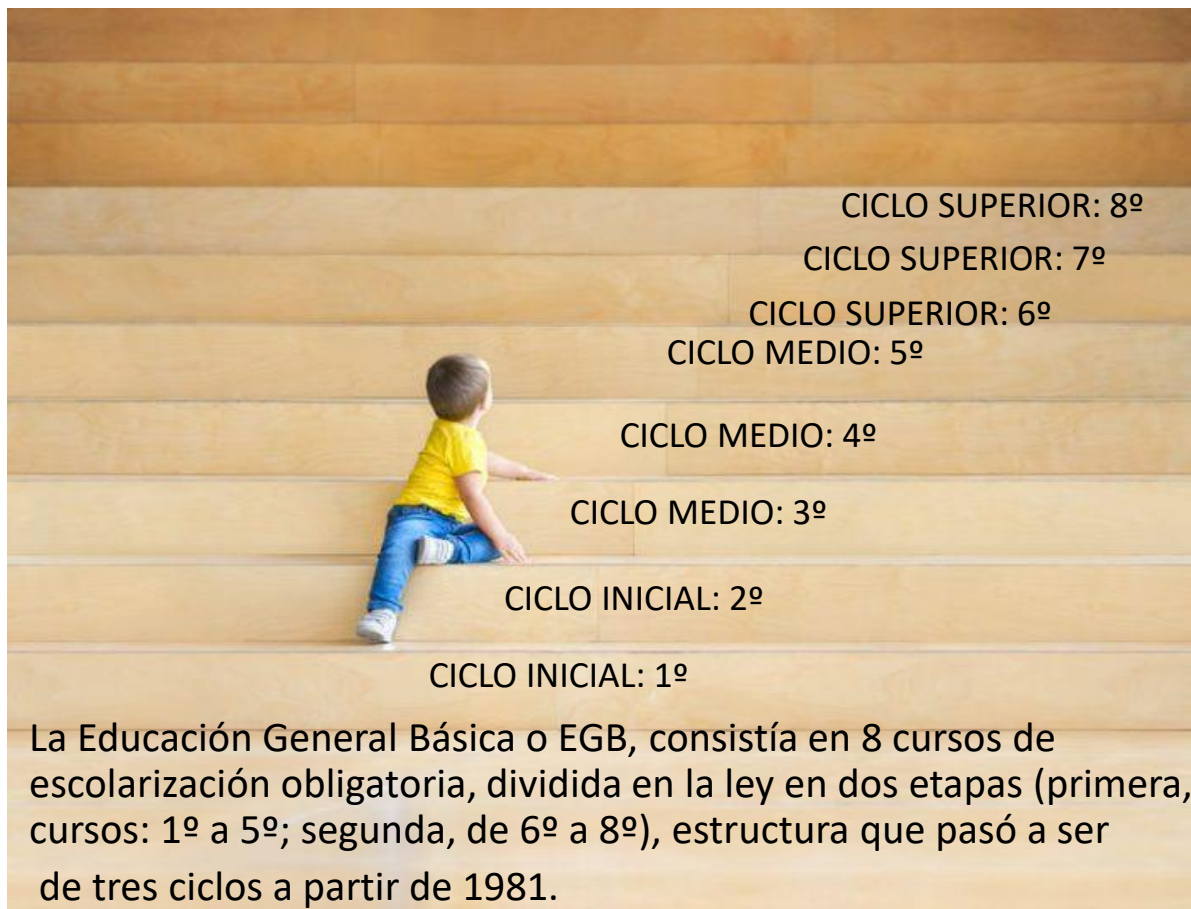 CICLO SUPERIOR: 8º
CICLO SUPERIOR: 7º
CICLO SUPERIOR: 6º
CICLO MEDIO: 5º
CICLO MEDIO: 4º
CICLO MEDIO: 3º
CICLO INICIAL: 2º
CICLO INICIAL: 1º
La Educación General Básica o EGB, consistía en 8 cursos de
escolarización obligatoria, dividida en la ley en dos etapas (primera,
cursos: 1º a 5º; segunda, de 6º a 8º), estructura que pasó a ser
de tres ciclos a partir de 1981.